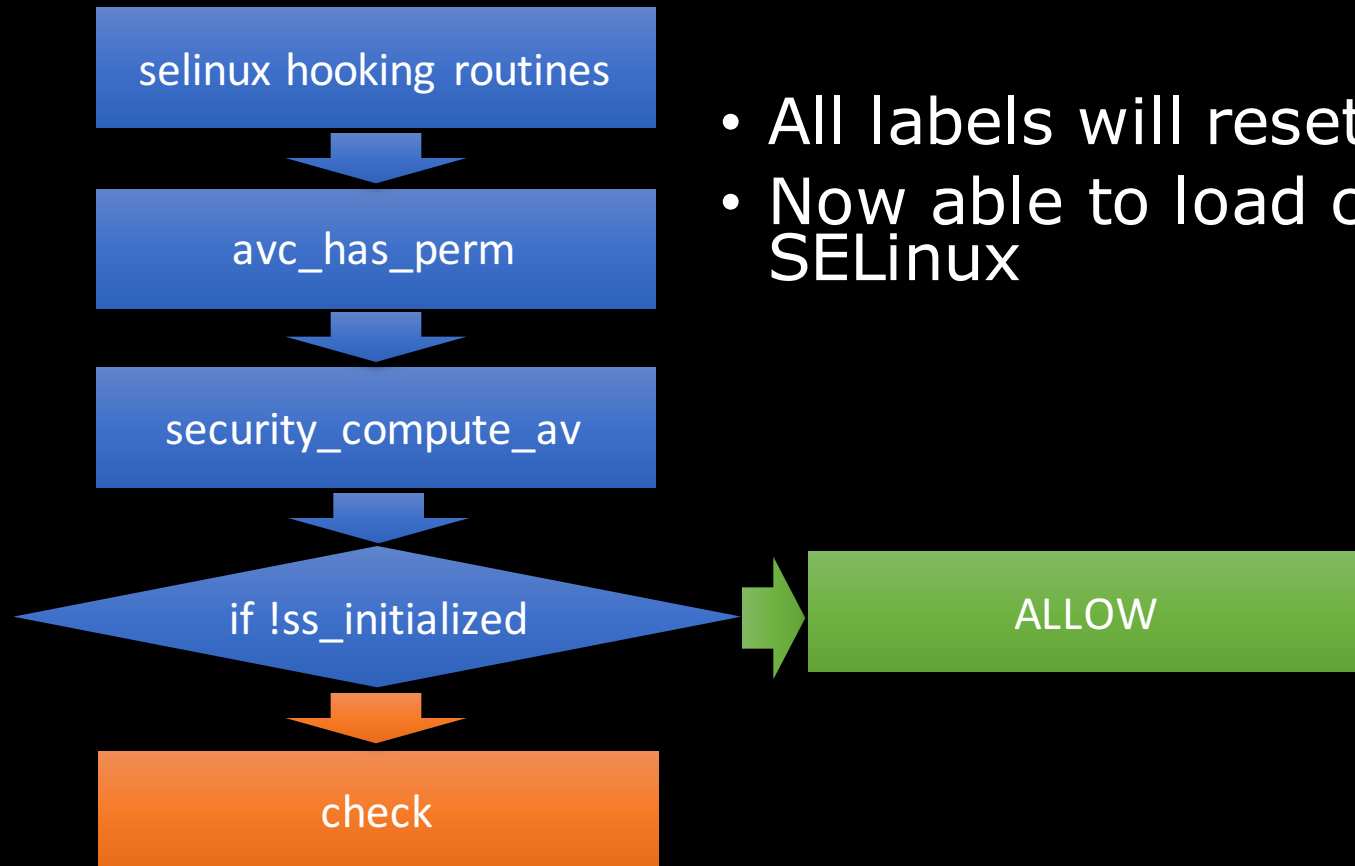 selinux hooking routines
avc_has_perm
security_compute_av
if !ss_initialized
ALLOW
check
• All labels will reset
• Now able to load
SELinux